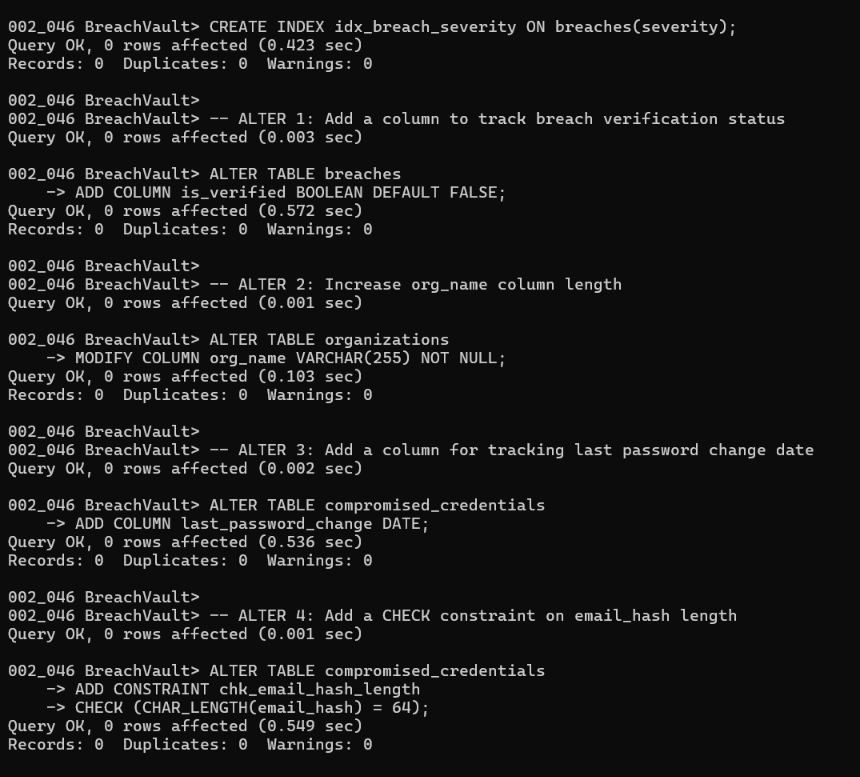 002_046 BreachVault> CREATE INDEX idx_breach_severity ON breaches(severity);
Query OK, 0 rows affected (0.423 sec)
Records: 0  Duplicates: 0  Warnings: 0
002_046 BreachVault>
002_046 BreachVault> -- ALTER 1: Add a column to track breach verification status
Query OK, 0 rows affected (0.003 sec)
002_046 BreachVault> ALTER TABLE breaches
    -> ADD COLUMN is_verified BOOLEAN DEFAULT FALSE;
Query OK, 0 rows affected (0.572 sec)
Records: 0  Duplicates: 0  Warnings: 0
002_046 BreachVault>
002_046 BreachVault> -- ALTER 2: Increase org_name column length
Query OK, 0 rows affected (0.001 sec)
002_046 BreachVault> ALTER TABLE organizations
    -> MODIFY COLUMN org_name VARCHAR(255) NOT NULL;
Query OK, 0 rows affected (0.103 sec)
Records: 0  Duplicates: 0  Warnings: 0
002_046 BreachVault>
002_046 BreachVault> -- ALTER 3: Add a column for tracking last password change date
Query OK, 0 rows affected (0.002 sec)
002_046 BreachVault> ALTER TABLE compromised_credentials
    -> ADD COLUMN last_password_change DATE;
Query OK, 0 rows affected (0.536 sec)
Records: 0  Duplicates: 0  Warnings: 0
002_046 BreachVault>
002_046 BreachVault> -- ALTER 4: Add a CHECK constraint on email_hash length
Query OK, 0 rows affected (0.001 sec)
002_046 BreachVault> ALTER TABLE compromised_credentials
    -> ADD CONSTRAINT chk_email_hash_length
    -> CHECK (CHAR_LENGTH(email_hash) = 64);
Query OK, 0 rows affected (0.549 sec)
Records: 0  Duplicates: 0  Warnings: 0